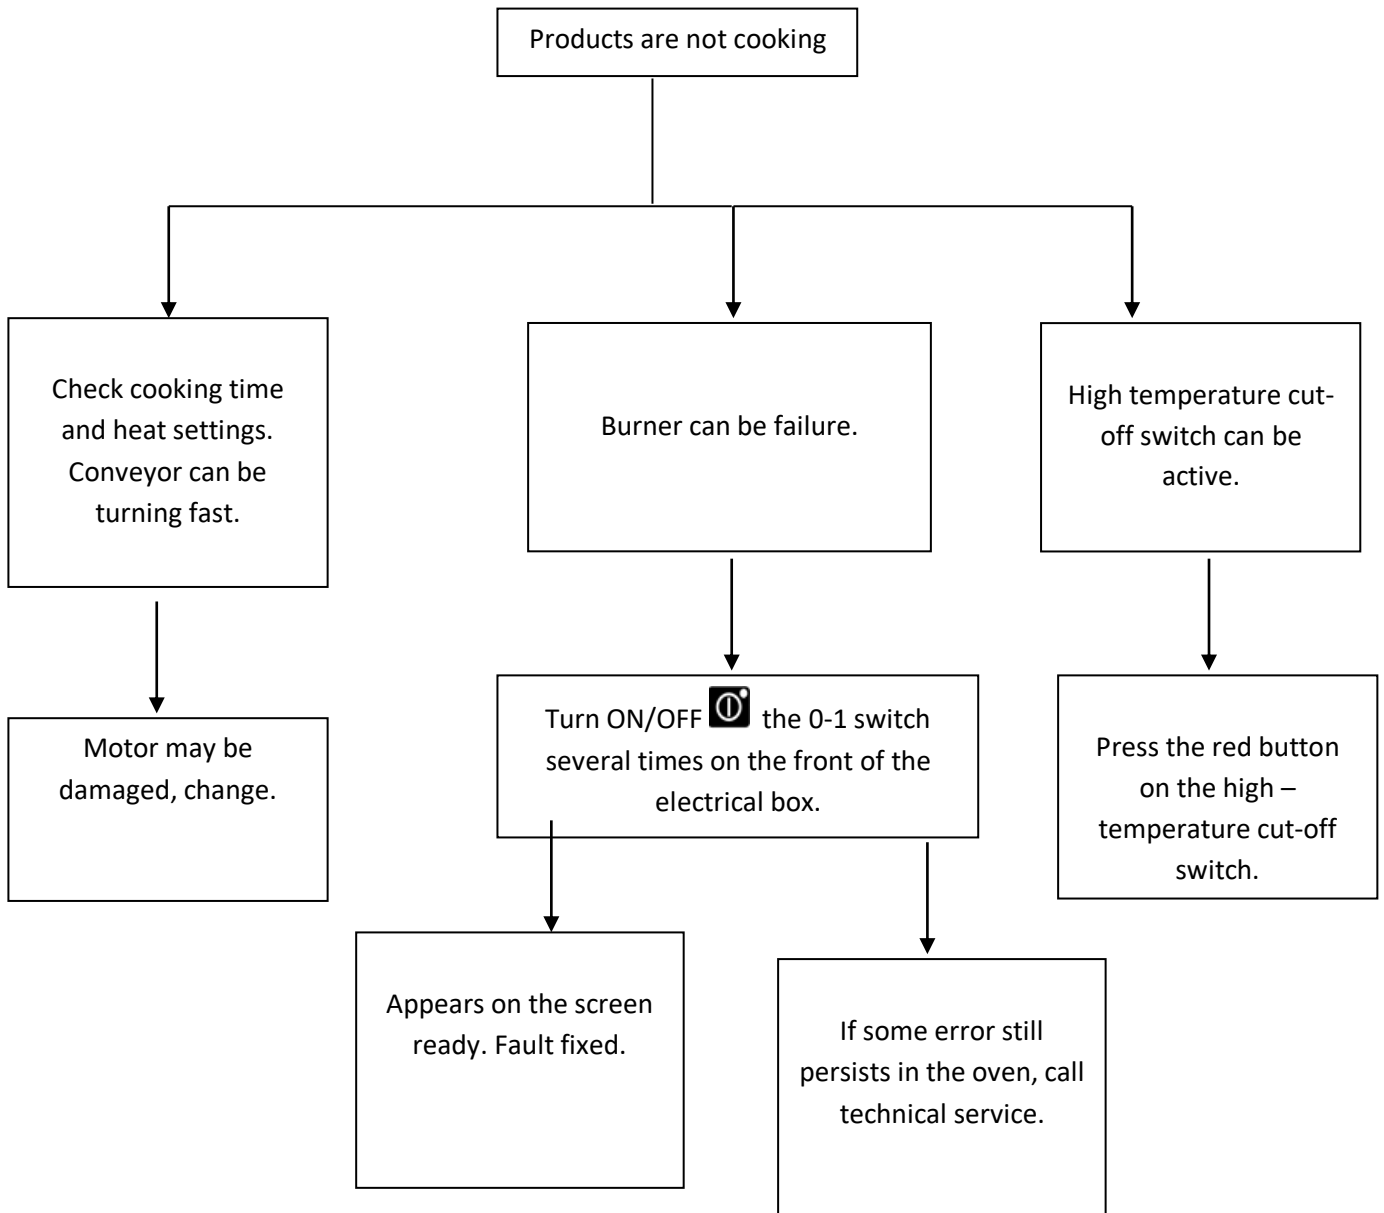 Products are not cooking
Check cooking time
and heat settings.
Conveyor can be
turning fast.
Burner can be failure.
High temperature cut-
off switch can be
active.
Motor may be
damaged, change.
Turn ON/OFF the 0-1 switch
several times on the front of the
electrical box.
Press the red button
on the high –
temperature cut-off
switch.
Appears on the screen
ready. Fault fixed.
If some error still
persists in the oven, call
technical service.